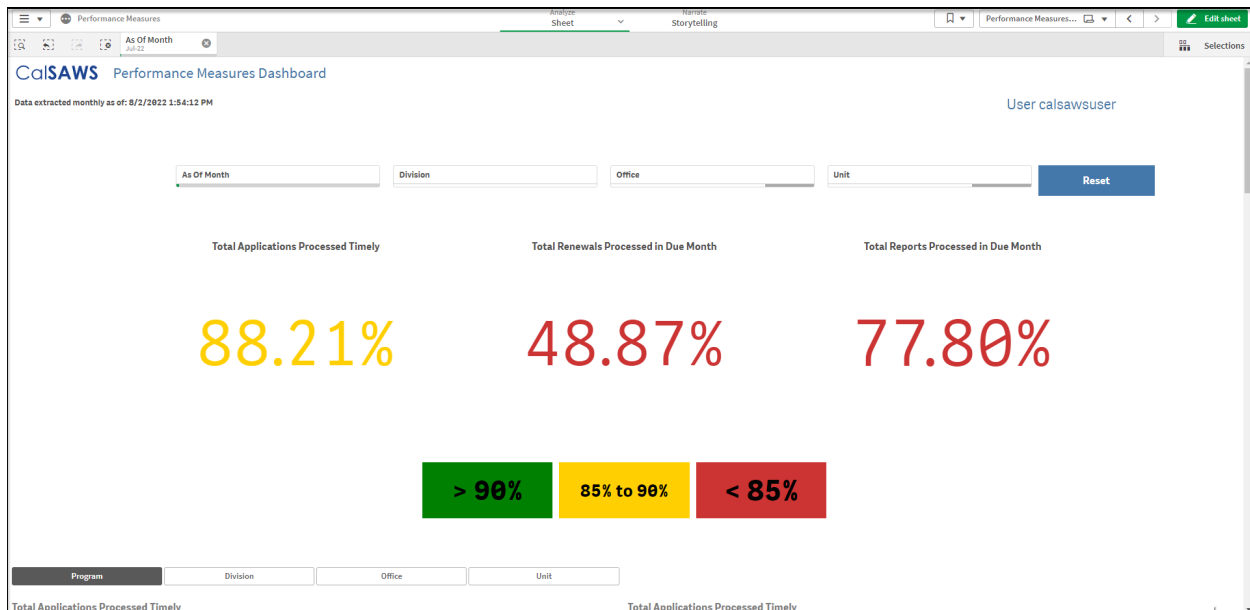 Performance Measures
Analyze
Sheet
Narrate
Storytelling
Performance Measures...
Edit sheet
As Of Month
Jul-22
Selections
CalSAWS Performance Measures Dashboard
Data extracted monthly as of: 8/2/2022 1:54:12 PM
User calsawsuser
As Of Month
Division
Office
Unit
Reset
Total Applications Processed Timely
Total Renewals Processed in Due Month
Total Reports Processed in Due Month
88.21%
48.87%
77.80%
> 90%
85% to 90%
< 85%
Program
Division
Office
Unit
Total Applications Processed Timely
Total Applications Processed Timely